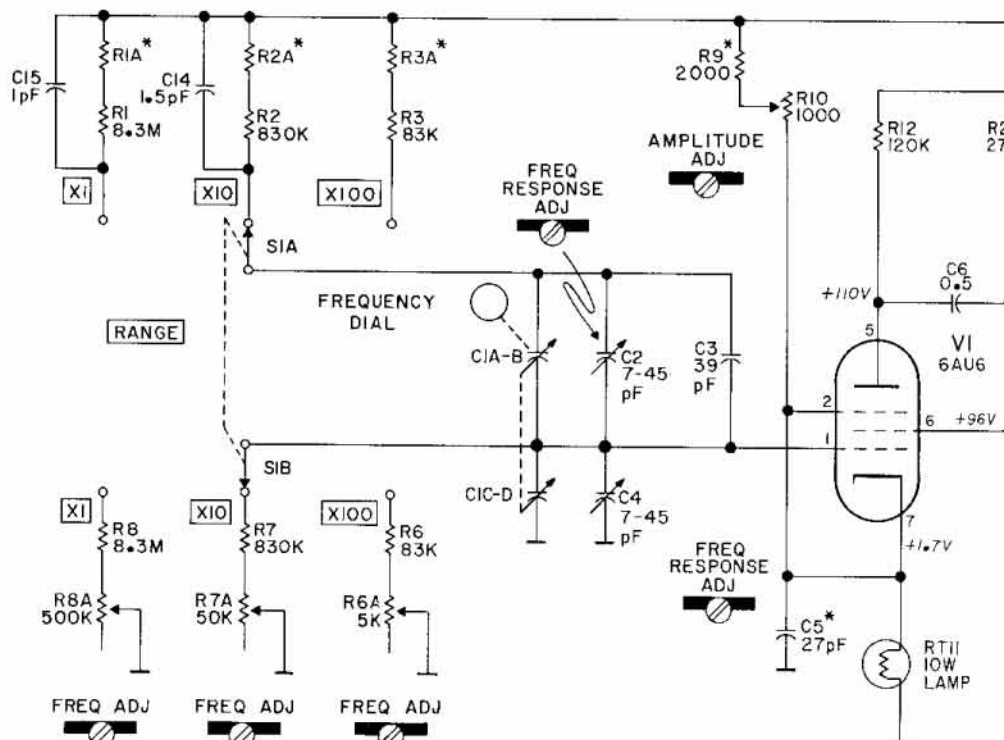 C15
1pF
R1A*
R1
8.3M
X1
C14
1.5pF
R2A*
R2
830K
X10
R3A*
R3
83K
X100
S1A
RANGE
FREQUENCY
DIAL
FREQ
RESPONSE
ADJ
AMPLITUDE
ADJ
R9*
2000
R10
1000
R12
120K
R2
27
C6
0.5
+110V
5
V1
6AU6
2
1
6
+96V
7
+1.7V
C1A-B
C2
7-45
pF
C3
39
pF
S1B
C1C-D
C4
7-45
pF
X1
R8
8.3M
R8A
500K
FREQ ADJ
X10
R7
830K
R7A
50K
FREQ ADJ
X100
R6
83K
R6A
5K
FREQ ADJ
FREQ
RESPONSE
ADJ
C5*
27pF
RT11
10W
LAMP